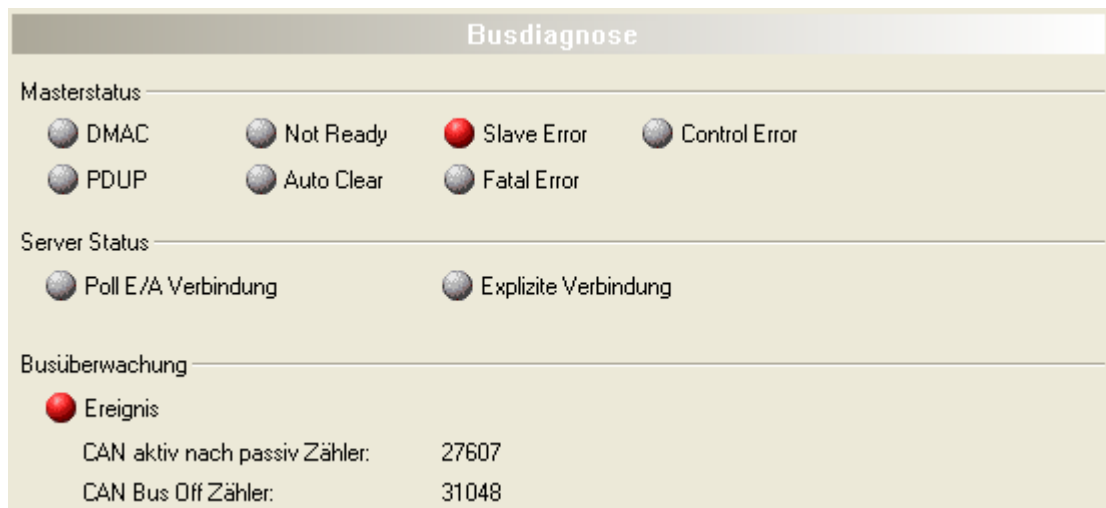 Busdiagnose
Masterstatus
DMAC Not Ready Slave Error Control Error
PDUP Auto Clear Fatal Error
Server Status
Poll E/A Verbindung Explizite Verbindung
Busüberwachung
Ereignis
CAN aktiv nach passiv Zähler: 27607
CAN Bus Off Zähler: 31048